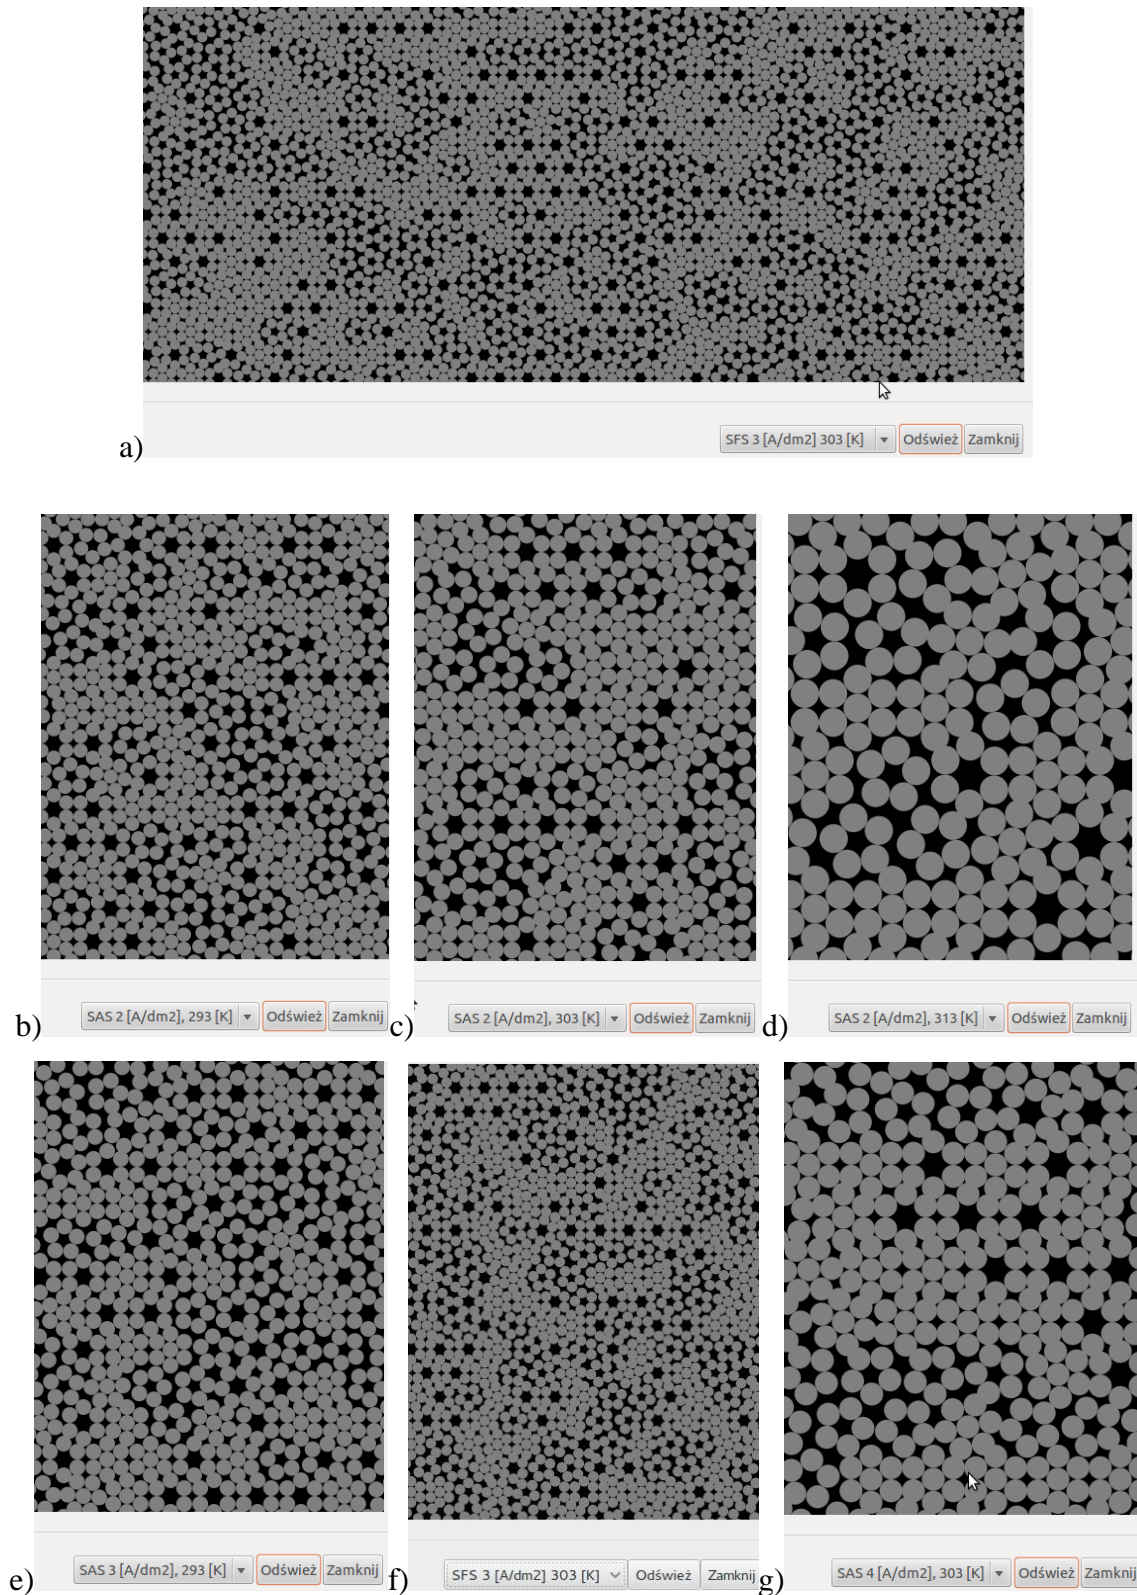 SFS 3 [A/dm2] 303 [K] Odśwież Zamknij
a)
SAS 2 [A/dm2], 293 [K] Odśwież Zamknij
b)
SAS 2 [A/dm2], 303 [K] Odśwież Zamknij
c)
SAS 2 [A/dm2], 313 [K] Odśwież Zamknij
d)
SAS 3 [A/dm2], 293 [K] Odśwież Zamknij
e)
SFS 3 [A/dm2] 303 [K] Odśwież Zamknij
f)
SAS 4 [A/dm2], 303 [K] Odśwież Zamknij
g)